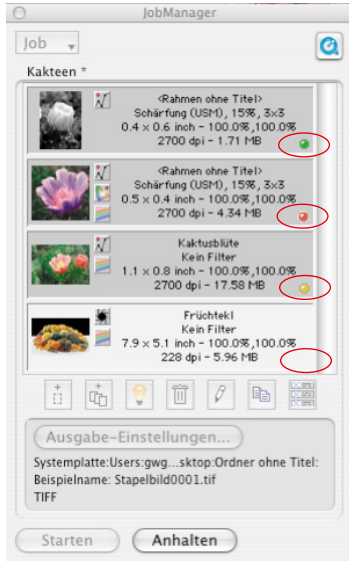 JobManager
Job
Kakteen *
<Rahmen ohne Titel>
Schärfung (USM), 15%, 3x3
0.4 x 0.6 inch - 100.0%,100.0%
2700 dpi - 1.71 MB
<Rahmen ohne Titel>
Schärfung (USM), 15%, 3x3
0.5 x 0.4 inch - 100.0%,100.0%
2700 dpi - 4.34 MB
Kaktusblüte
Kein Filter
1.1 x 0.8 inch - 100.0%,100.0%
2700 dpi - 17.58 MB
Früchtekl
Kein Filter
7.9 x 5.1 inch - 100.0%,100.0%
228 dpi - 5.96 MB
Ausgabe-Einstellungen...
Systemplatte:Users:gwg...sktop:Ordner ohne Titel:
Beispielname: Stapelbild0001.tif
TIFF
Starten
Anhalten